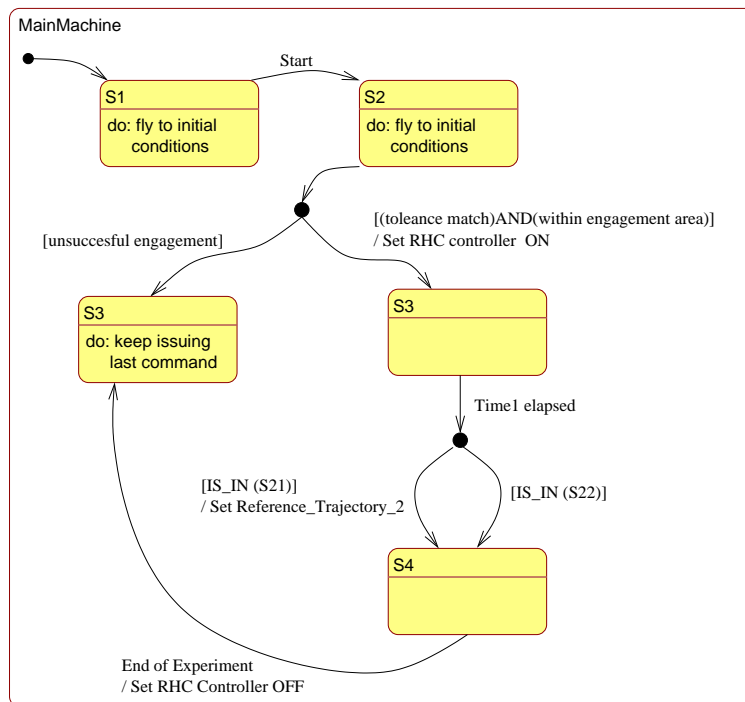 MainMachine
Start
S1
do: fly to initial
conditions
S2
do: fly to initial
conditions
[(toleance match)AND(within engagement area)]
/ Set RHC controller ON
[unsuccesful engagement]
S3
do: keep issuing
last command
S3
Time1 elapsed
[IS_IN (S21)]
/ Set Reference_Trajectory_2
[IS_IN (S22)]
S4
End of Experiment
/ Set RHC Controller OFF